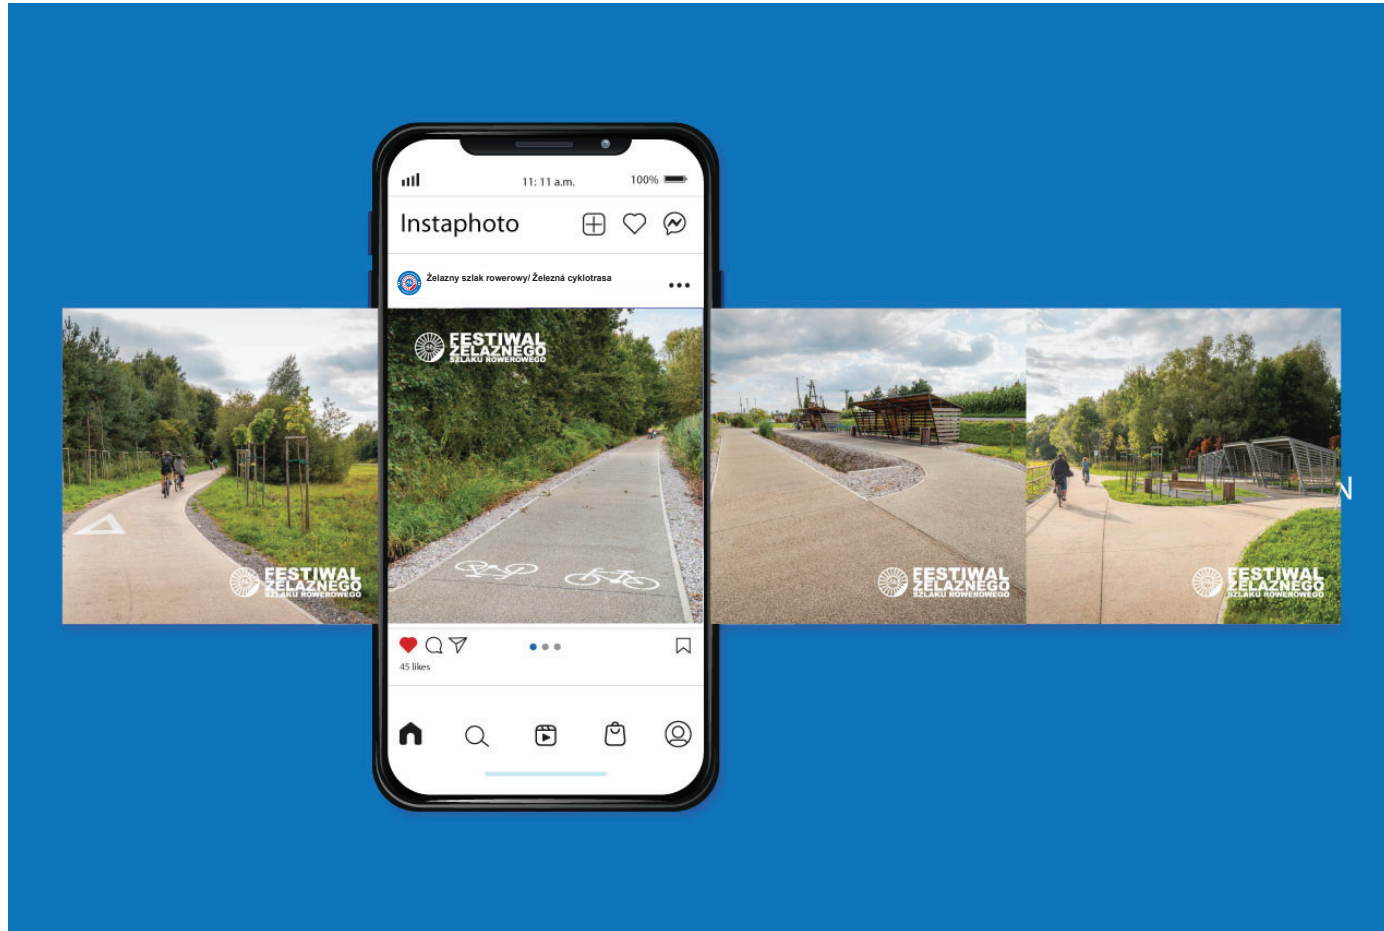 11: 11 a.m.
100%
Instaphoto
Żelazny szlak rowerowy/ Železná cyklotrasa
FESTIWAL
ŻELAZNEGO
SZLAKU ROWEROWEGO
FESTIWAL
ŻELAZNEGO
SZLAKU ROWEROWEGO
FESTIWAL
ŻELAZNEGO
SZLAKU ROWEROWEGO
FESTIWAL
ŻELAZNEGO
SZLAKU ROWEROWEGO
N
45 likes